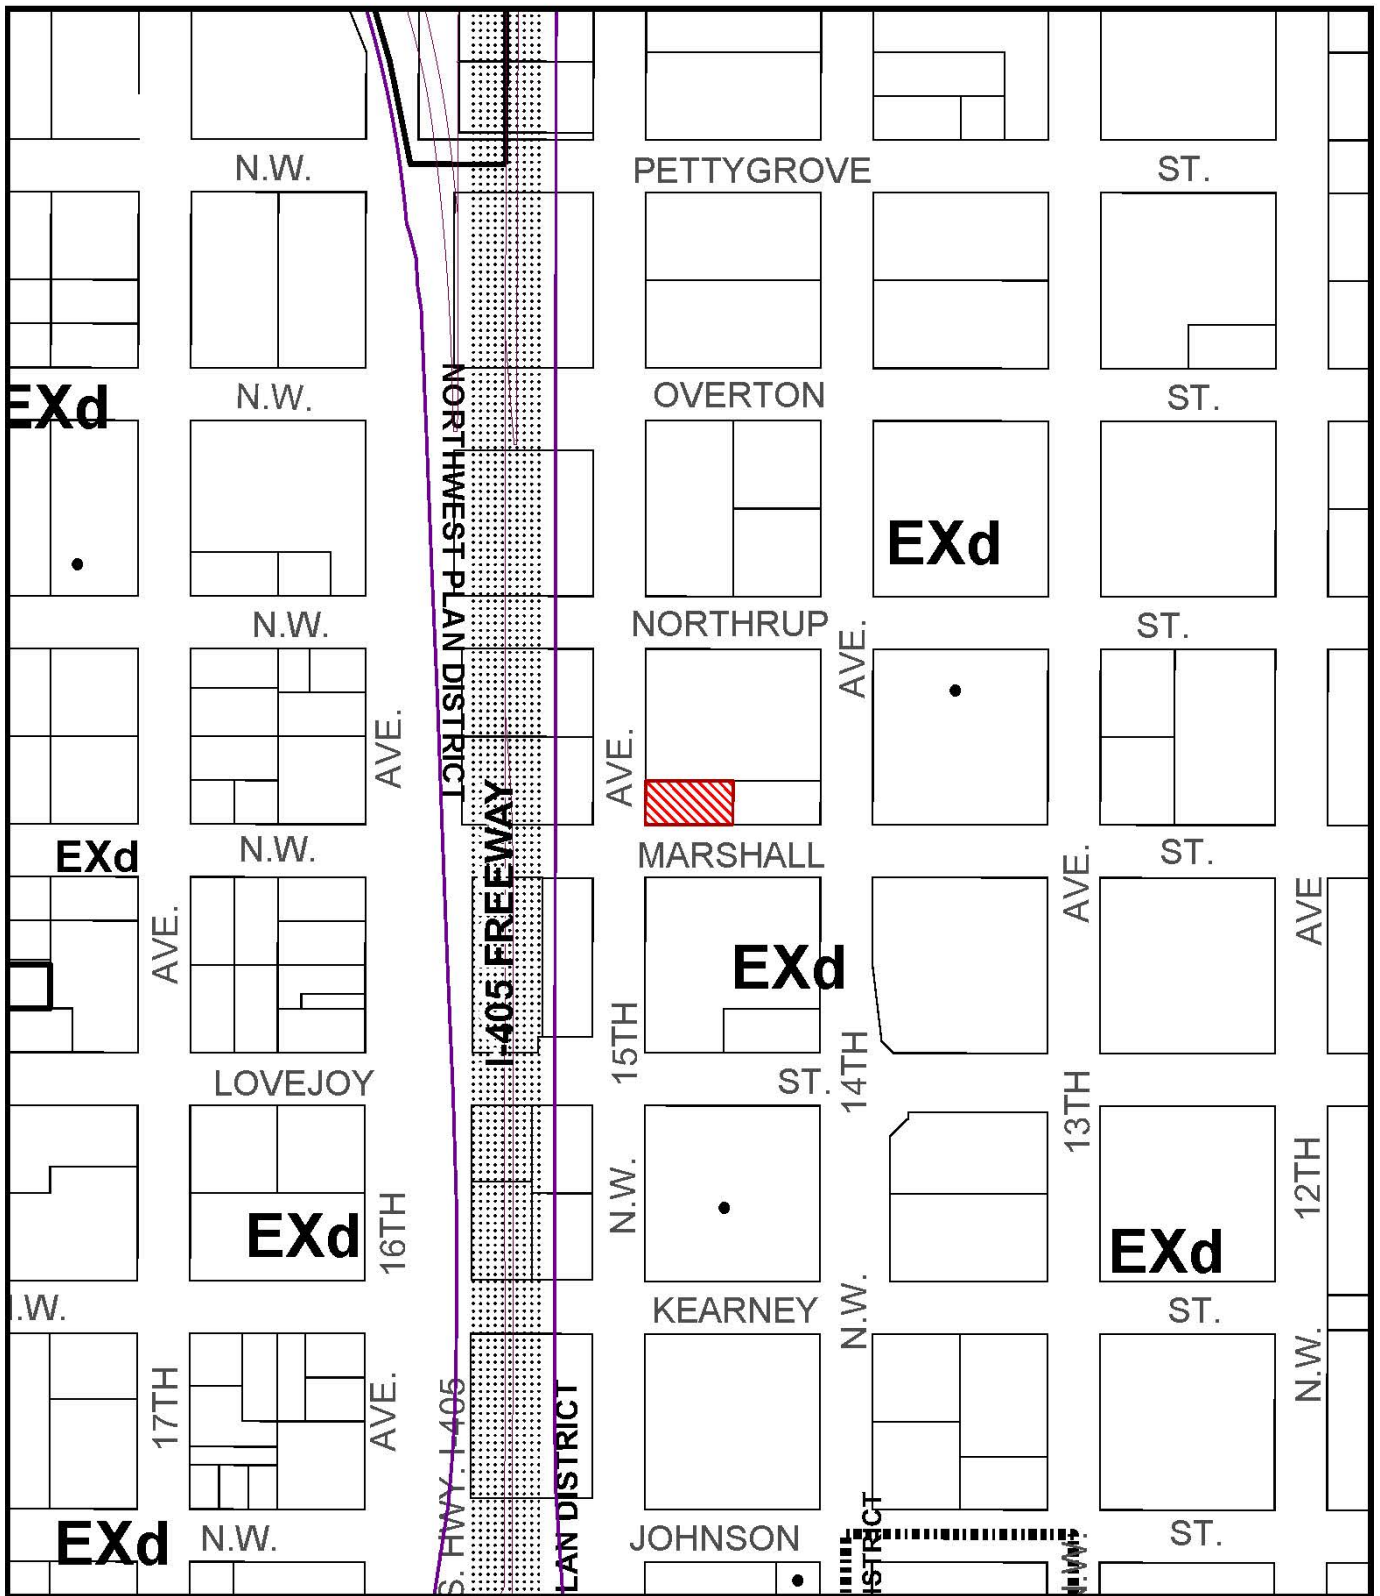 N.W. PETTYGROVE ST.
EXd
N.W. OVERTON ST.
NORTHWEST PLAN DISTRICT
EXd
N.W. NORTHRUP ST.
AVE.
AVE.
AVE.
I-405 FREEWAY
N.W. MARSHALL ST.
EXd
AVE.
AVE.
AVE
EXd
15TH
14TH
LOVEJOY ST.
13TH
12TH
N.W.
16TH
EXd
EXd
N.W.
.W. KEARNEY ST.
N.W.
17TH
AVE.
S. HWY. I-405
LAN DISTRICT
ISTRICT
EXd
N.W. JOHNSON ST.
N.W.